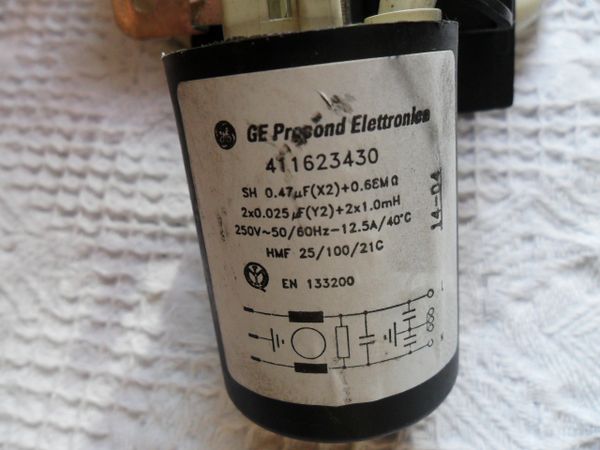 GE Procond Elettronica
411623430
SH 0.47µF(X2)+0.68MΩ
2x0.025µF(Y2)+2x1.0mH
250V~50/60Hz-12.5A/40°C
HMF 25/100/21C
EN 133200
14-04